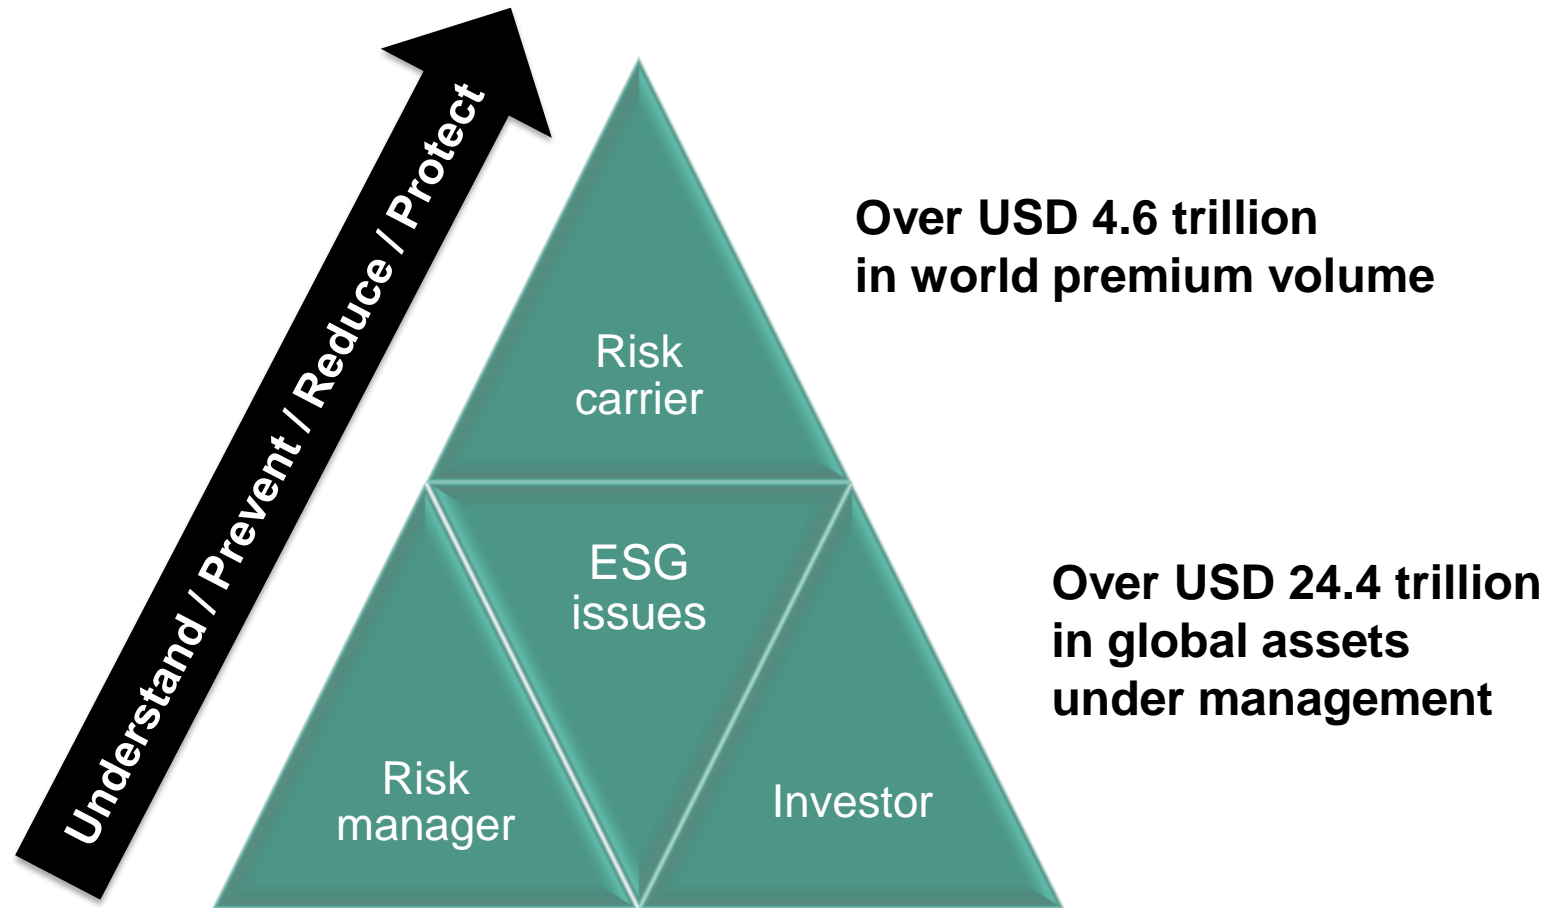 Understand / Prevent / Reduce / Protect
Over USD 4.6 trillion
in world premium volume
Risk
carrier
ESG
issues
Over USD 24.4 trillion
in global assets
under management
Risk
manager
Investor